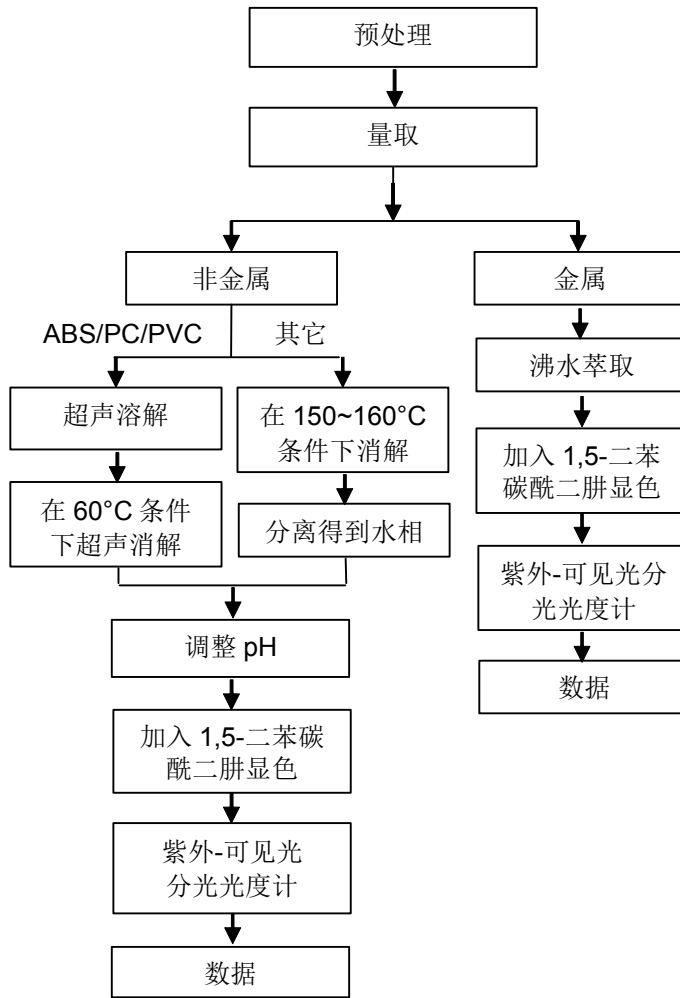 预处理
量取
非金属
金属
ABS/PC/PVC
其它
沸水萃取
超声溶解
在 150~160°C
条件下消解
加入 1,5-二苯
碳酰二肼显色
在 60°C 条件
下超声消解
分离得到水相
紫外-可见光分
光光度计
调整 pH
数据
加入 1,5-二苯碳
酰二肼显色
紫外-可见光
分光光度计
数据